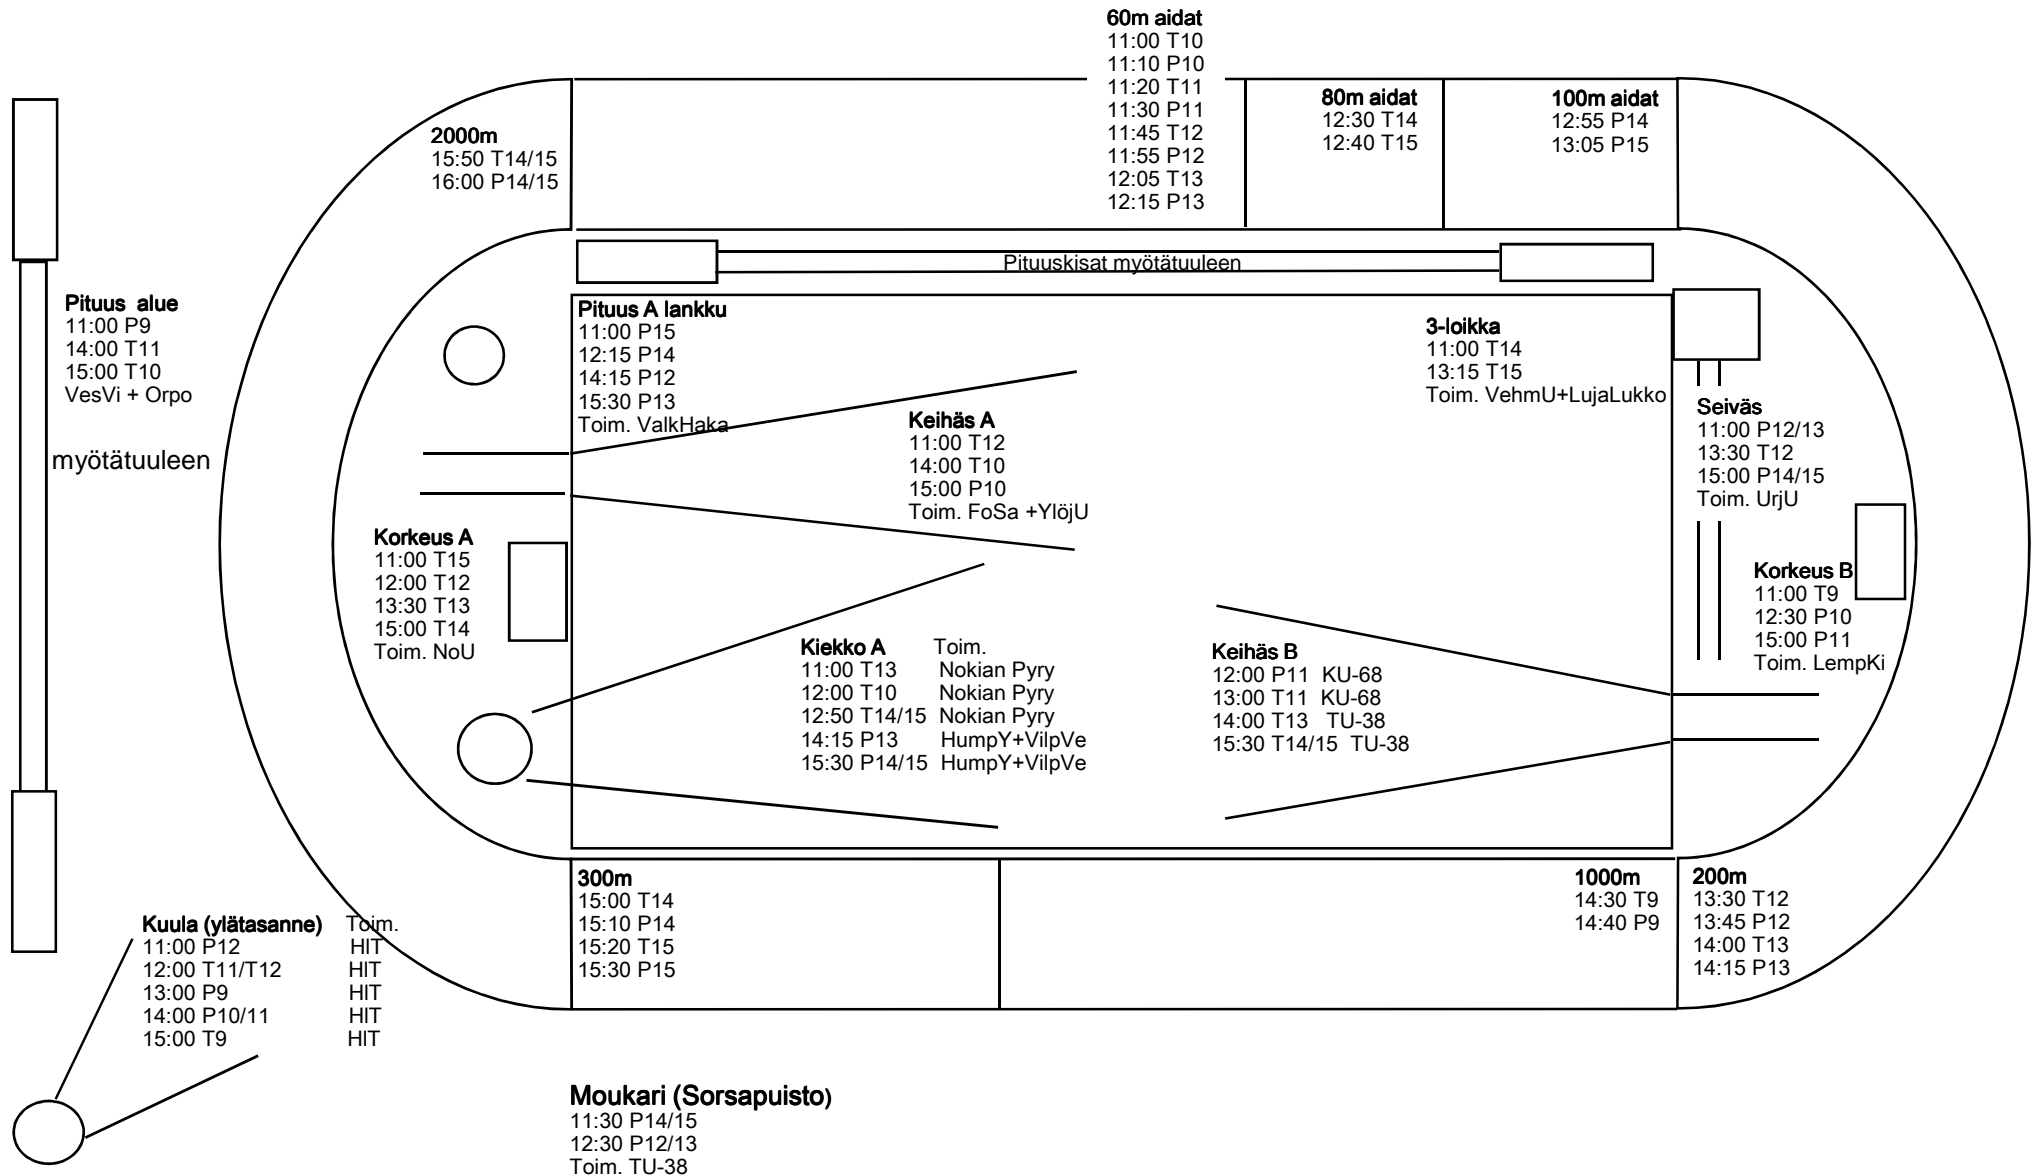 60m aidat
11:00 T10
11:10 P10
11:20 T11
11:30 P11
11:45 T12
11:55 P12
12:05 T13
12:15 P13
80m aidat
12:30 T14
12:40 T15
100m aidat
12:55 P14
13:05 P15
2000m
15:50 T14/15
16:00 P14/15
Pituuskisat myötätuuleen
Pituus alue
11:00 P9
14:00 T11
15:00 T10
VesVi + Orpo
myötätuuleen
Pituus A lankku
11:00 P15
12:15 P14
14:15 P12
15:30 P13
Toim. ValkHaka
3-loikka
11:00 T14
13:15 T15
Toim. VehmU+LujaLukko
Keihäs A
11:00 T12
14:00 T10
15:00 P10
Toim. FoSa +YlöjU
Seiväs
11:00 P12/13
13:30 T12
15:00 P14/15
Toim. UrjU
Korkeus A
11:00 T15
12:00 T12
13:30 T13
15:00 T14
Toim. NoU
Korkeus B
11:00 T9
12:30 P10
15:00 P11
Toim. LempKi
Kiekko A Toim.
11:00 T13 Nokian Pyry
12:00 T10 Nokian Pyry
12:50 T14/15 Nokian Pyry
14:15 P13 HumpY+VilpVe
15:30 P14/15 HumpY+VilpVe
Keihäs B
12:00 P11 KU-68
13:00 T11 KU-68
14:00 T13 TU-38
15:30 T14/15 TU-38
300m
15:00 T14
15:10 P14
15:20 T15
15:30 P15
1000m
14:30 T9
14:40 P9
200m
13:30 T12
13:45 P12
14:00 T13
14:15 P13
Kuula (ylätasanne) Toim.
11:00 P12 HIT
12:00 T11/T12 HIT
13:00 P9 HIT
14:00 P10/11 HIT
15:00 T9 HIT
Moukari (Sorsapuisto)
11:30 P14/15
12:30 P12/13
Toim. TU-38